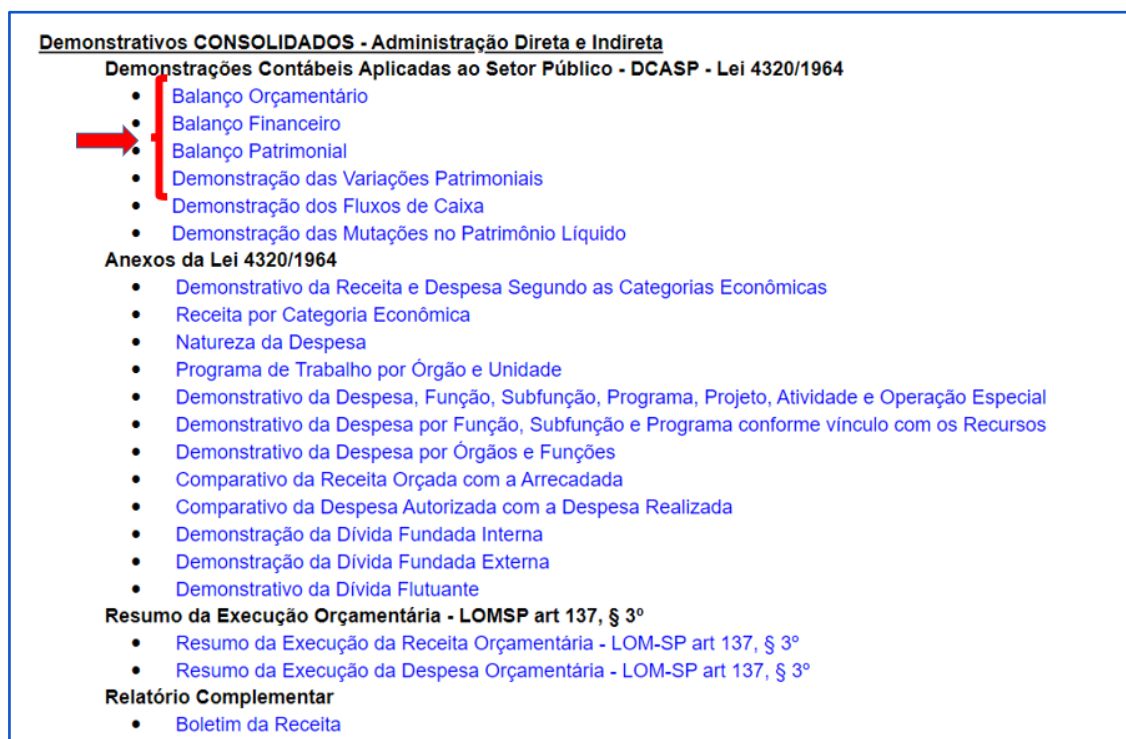 Demonstrativos CONSOLIDADOS - Administração Direta e Indireta
Demonstrações Contábeis Aplicadas ao Setor Público - DCASP - Lei 4320/1964
• Balanço Orçamentário
• Balanço Financeiro
• Balanço Patrimonial
• Demonstração das Variações Patrimoniais
• Demonstração dos Fluxos de Caixa
• Demonstração das Mutações no Patrimônio Líquido
Anexos da Lei 4320/1964
• Demonstrativo da Receita e Despesa Segundo as Categorias Econômicas
• Receita por Categoria Econômica
• Natureza da Despesa
• Programa de Trabalho por Órgão e Unidade
• Demonstrativo da Despesa, Função, Subfunção, Programa, Projeto, Atividade e Operação Especial
• Demonstrativo da Despesa por Função, Subfunção e Programa conforme vínculo com os Recursos
• Demonstrativo da Despesa por Órgãos e Funções
• Comparativo da Receita Orçada com a Arrecadada
• Comparativo da Despesa Autorizada com a Despesa Realizada
• Demonstração da Dívida Fundada Interna
• Demonstração da Dívida Fundada Externa
• Demonstrativo da Dívida Flutuante
Resumo da Execução Orçamentária - LOMSP art 137, § 3º
• Resumo da Execução da Receita Orçamentária - LOM-SP art 137, § 3º
• Resumo da Execução da Despesa Orçamentária - LOM-SP art 137, § 3º
Relatório Complementar
• Boletim da Receita